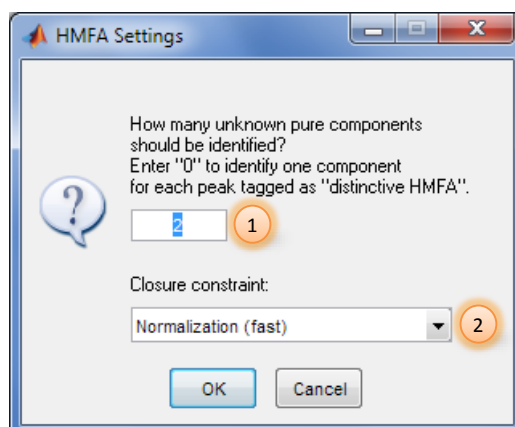 HMFA Settings
How many unknown pure components
should be identified?
Enter "0" to identify one component
for each peak tagged as "distinctive HMFA".
2
1
Closure constraint:
Normalization (fast)
2
OK
Cancel